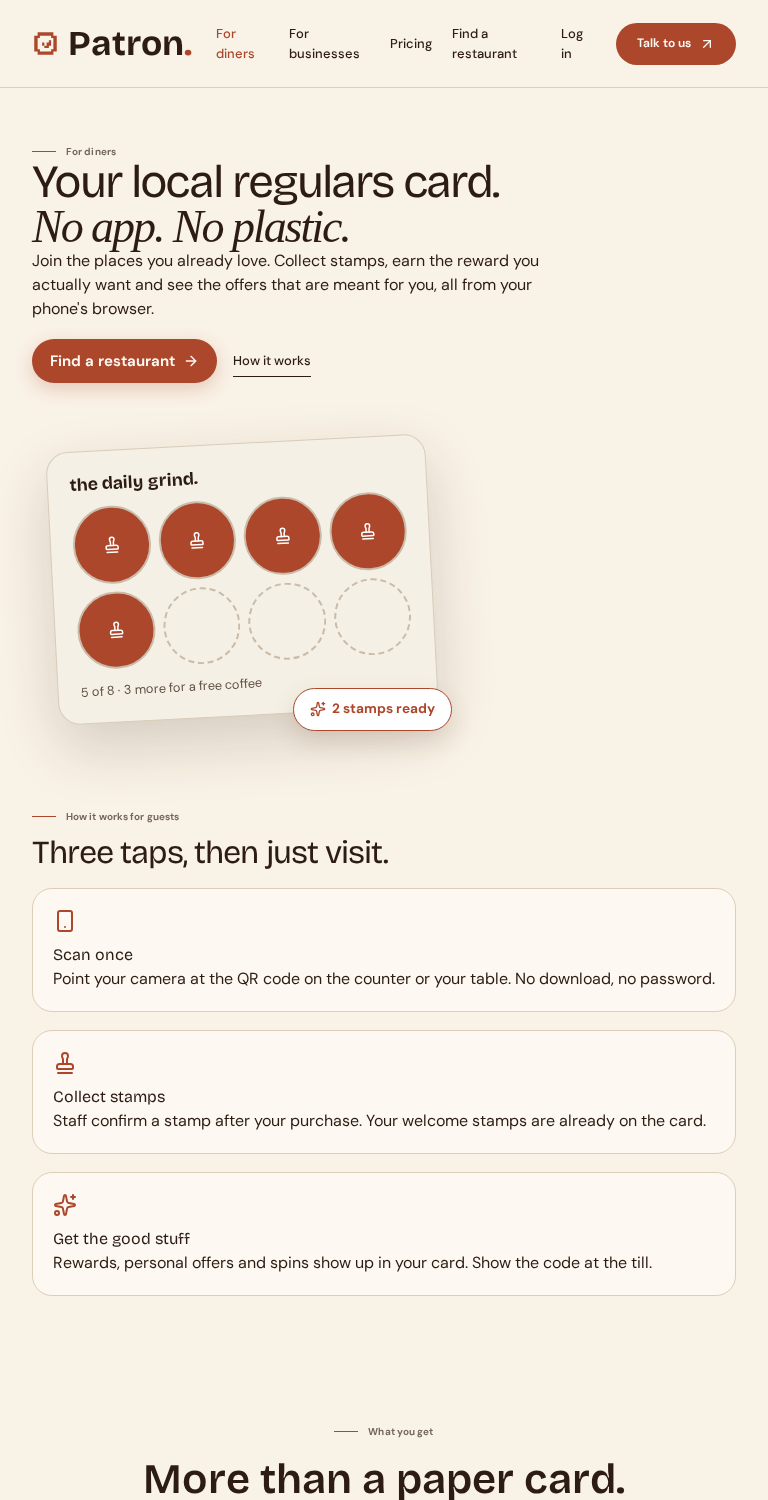 Patron.
For diners
For businesses
Pricing
Find a restaurant
Log in
Talk to us
For diners
Your local regulars card.
No app. No plastic.
Join the places you already love. Collect stamps, earn the reward you
actually want and see the offers that are meant for you, all from your
phone's browser.
Find a restaurant
How it works
the daily grind.
5 of 8 · 3 more for a free coffee
2 stamps ready
How it works for guests
Three taps, then just visit.
Scan once
Point your camera at the QR code on the counter or your table. No download, no password.
Collect stamps
Staff confirm a stamp after your purchase. Your welcome stamps are already on the card.
Get the good stuff
Rewards, personal offers and spins show up in your card. Show the code at the till.
What you get
More than a paper card.